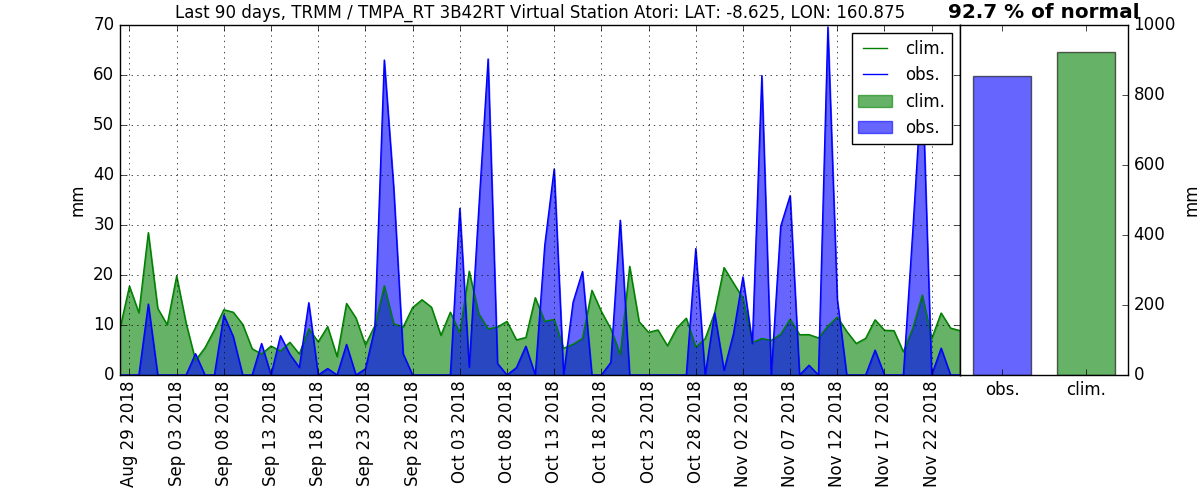 Last 90 days, TRMM / TMPA_RT 3B42RT Virtual Station Atori: LAT: -8.625, LON: 160.875
92.7 % of normal
70
60
50
40
30
20
10
0
mm
clim.
obs.
clim.
obs.
1000
800
600
400
200
0
mm
obs.
clim.
Aug 29 2018
Sep 03 2018
Sep 08 2018
Sep 13 2018
Sep 18 2018
Sep 23 2018
Sep 28 2018
Oct 03 2018
Oct 08 2018
Oct 13 2018
Oct 18 2018
Oct 23 2018
Oct 28 2018
Nov 02 2018
Nov 07 2018
Nov 12 2018
Nov 17 2018
Nov 22 2018